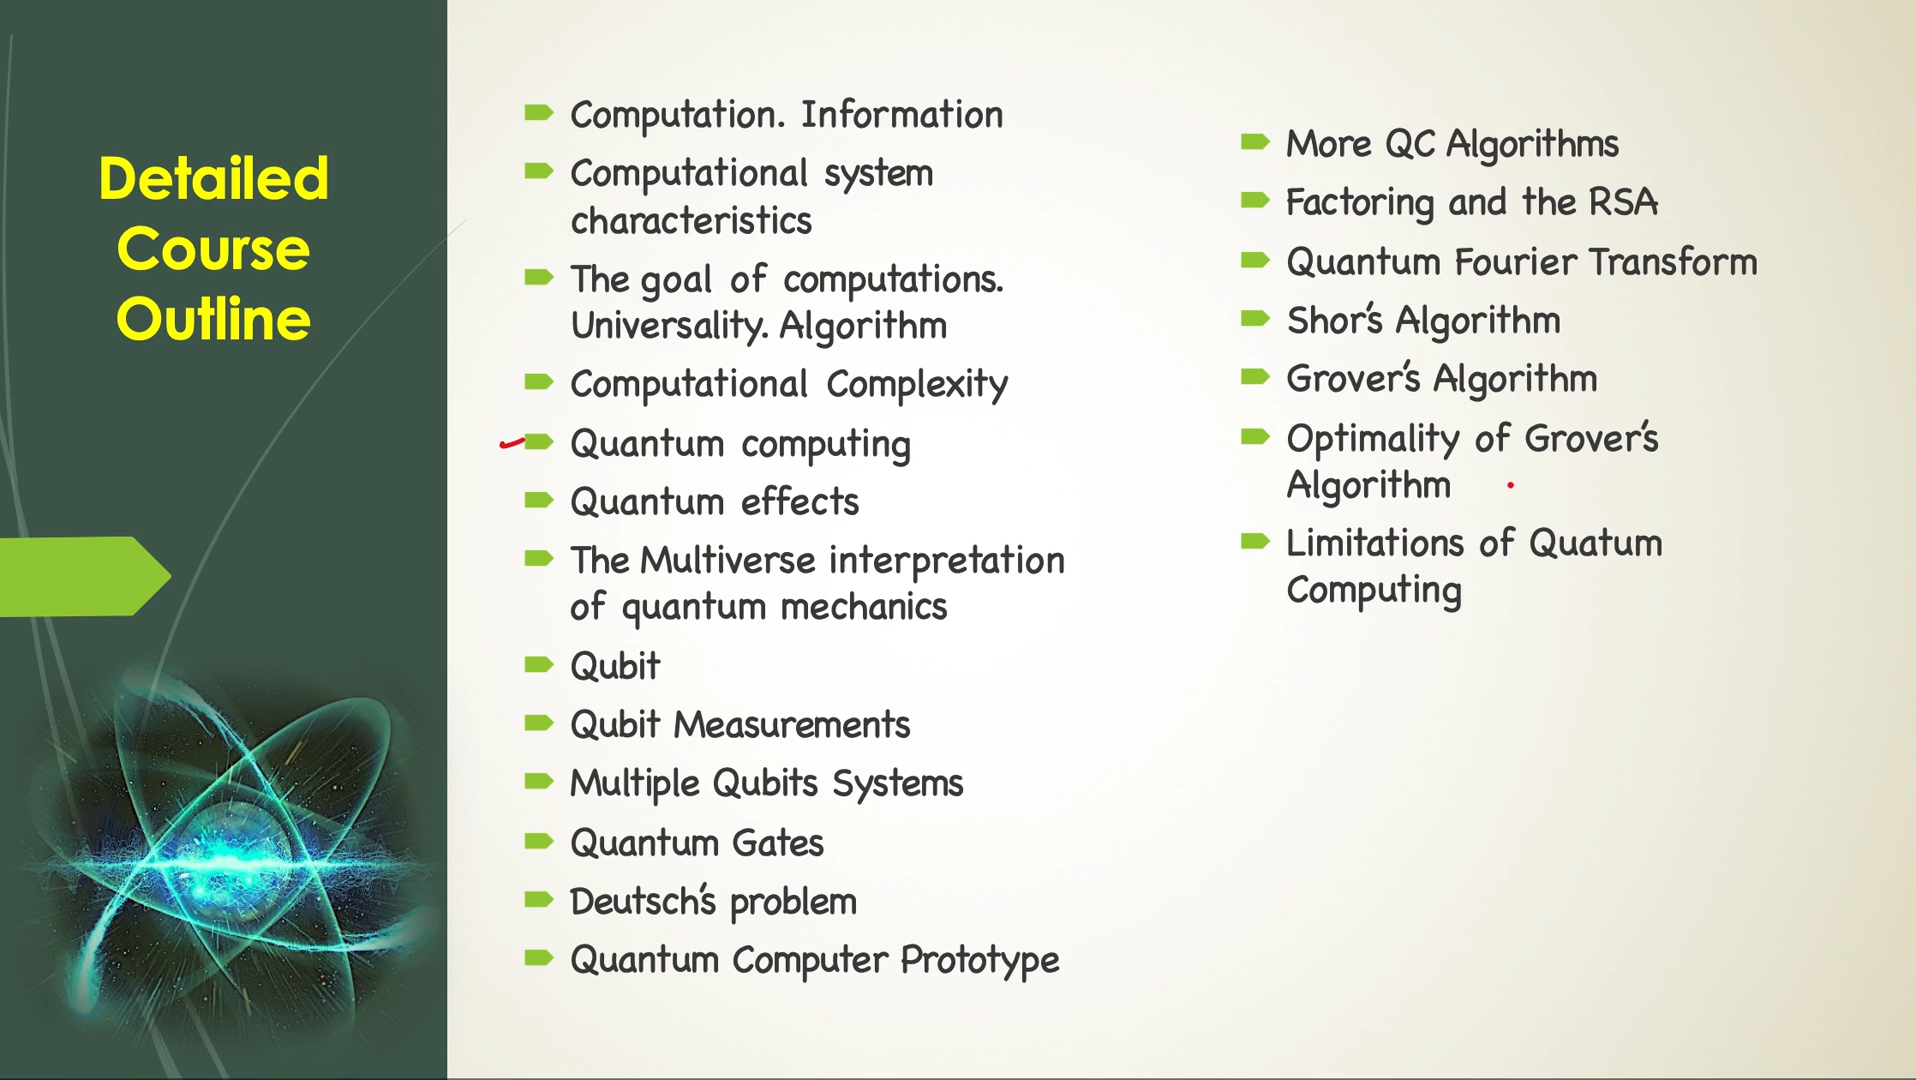 Detailed
Course
Outline
Computation. Information
Computational system
characteristics
The goal of computations.
Universality. Algorithm
Computational Complexity
Quantum computing
Quantum effects
The Multiverse interpretation
of quantum mechanics
Qubit
Qubit Measurements
Multiple Qubits Systems
Quantum Gates
Deutsch's problem
Quantum Computer Prototype
More QC Algorithms
Factoring and the RSA
Quantum Fourier Transform
Shor's Algorithm
Grover's Algorithm
Optimality of Grover's
Algorithm
Limitations of Quatum
Computing